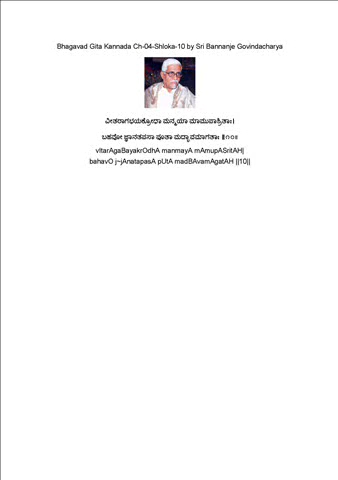 Bhagavad Gita Kannada Ch-04-Shloka-10 by Sri Bannanje Govindacharya
ವೀತರಾಗಭಯಕ್ರೋಧಾ ಮನ್ಮಯಾ ಮಾಮುಪಾಶ್ರಿತಾಃ।
ಬಹವೋ ಜ್ಞಾನತಪಸಾ ಪೂತಾ ಮದ್ಭಾವಮಾಗತಾಃ ॥೧೦॥
vItarAgaBayakrOdhA manmayA mAmupASritAH|
bahavO j~jAnatapasA pUtA madBAvamAgatAH ||10||